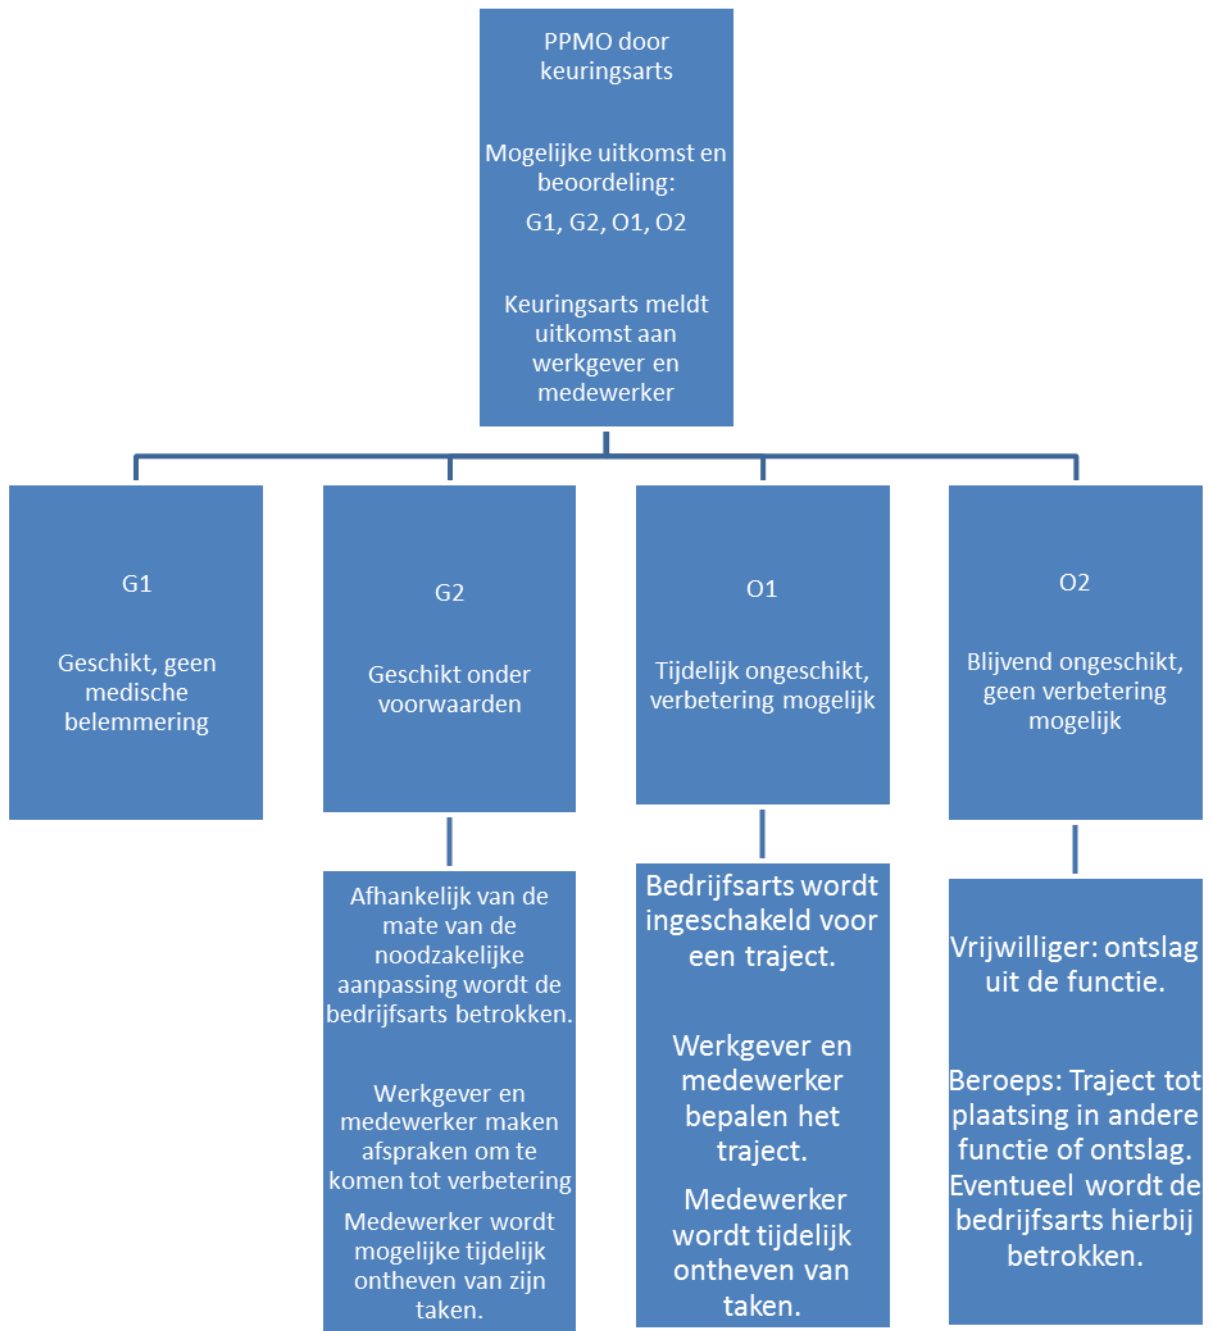 PPMO door
keuringsarts
Mogelijke uitkomst en
beoordeling:
G1, G2, O1, O2
Keuringsarts meldt
uitkomst aan
werkgever en
medewerker
G1
Geschikt, geen
medische
belemmering
G2
Geschikt onder
voorwaarden
O1
Tijdelijk ongeschikt,
verbetering mogelijk
O2
Blijvend ongeschikt,
geen verbetering
mogelijk
Afhankelijk van de
mate van de
noodzakelijke
aanpassing wordt de
bedrijfsarts betrokken.
Werkgever en
medewerker maken
afspraken om te
komen tot verbetering
Medewerker wordt
mogelijke tijdelijk
ontheven van zijn
taken.
Bedrijfsarts wordt
ingeschakeld voor
een traject.
Werkgever en
medewerker
bepalen het
traject.
Medewerker
wordt tijdelijk
ontheven van
taken.
Vrijwilliger: ontslag
uit de functie.
Beroeps: Traject tot
plaatsing in andere
functie of ontslag.
Eventueel wordt de
bedrijfsarts hierbij
betrokken.